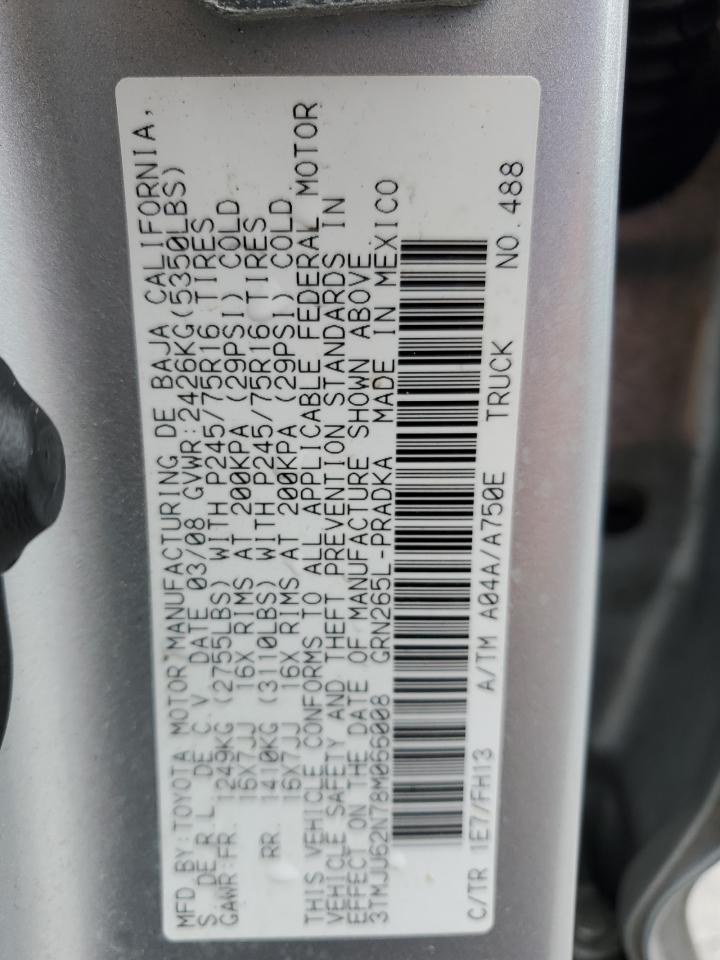 MFD BY:TOYOTA MOTOR MANUFACTURING DE BAJA CALIFORNIA,
S. DE R.L DE C.V DATE 03/08 GVWR:2426KG(5350LBS)
GAWR:FR. 1249KG (2755LBS) WITH P245/75R16 TIRES
16X7JJ 16X RIMS AT 200KPA (29PSI) COLD
RR. 1410KG (3110LBS) WITH P245/75R16 TIRES
16X7JJ 16X RIMS AT 200KPA (29PSI) COLD
THIS VEHICLE CONFORMS TO ALL APPLICABLE FEDERAL MOTOR
VEHICLE SAFETY AND THEFT PREVENTION STANDARDS IN
EFFECT ON THE DATE OF MANUFACTURE SHOWN ABOVE
3TMJU62N78M056008 GRN265L-PRADKA MADE IN MEXICO
C/TR 1E7/FH13 A/TM A04A/A750E TRUCK NO.488